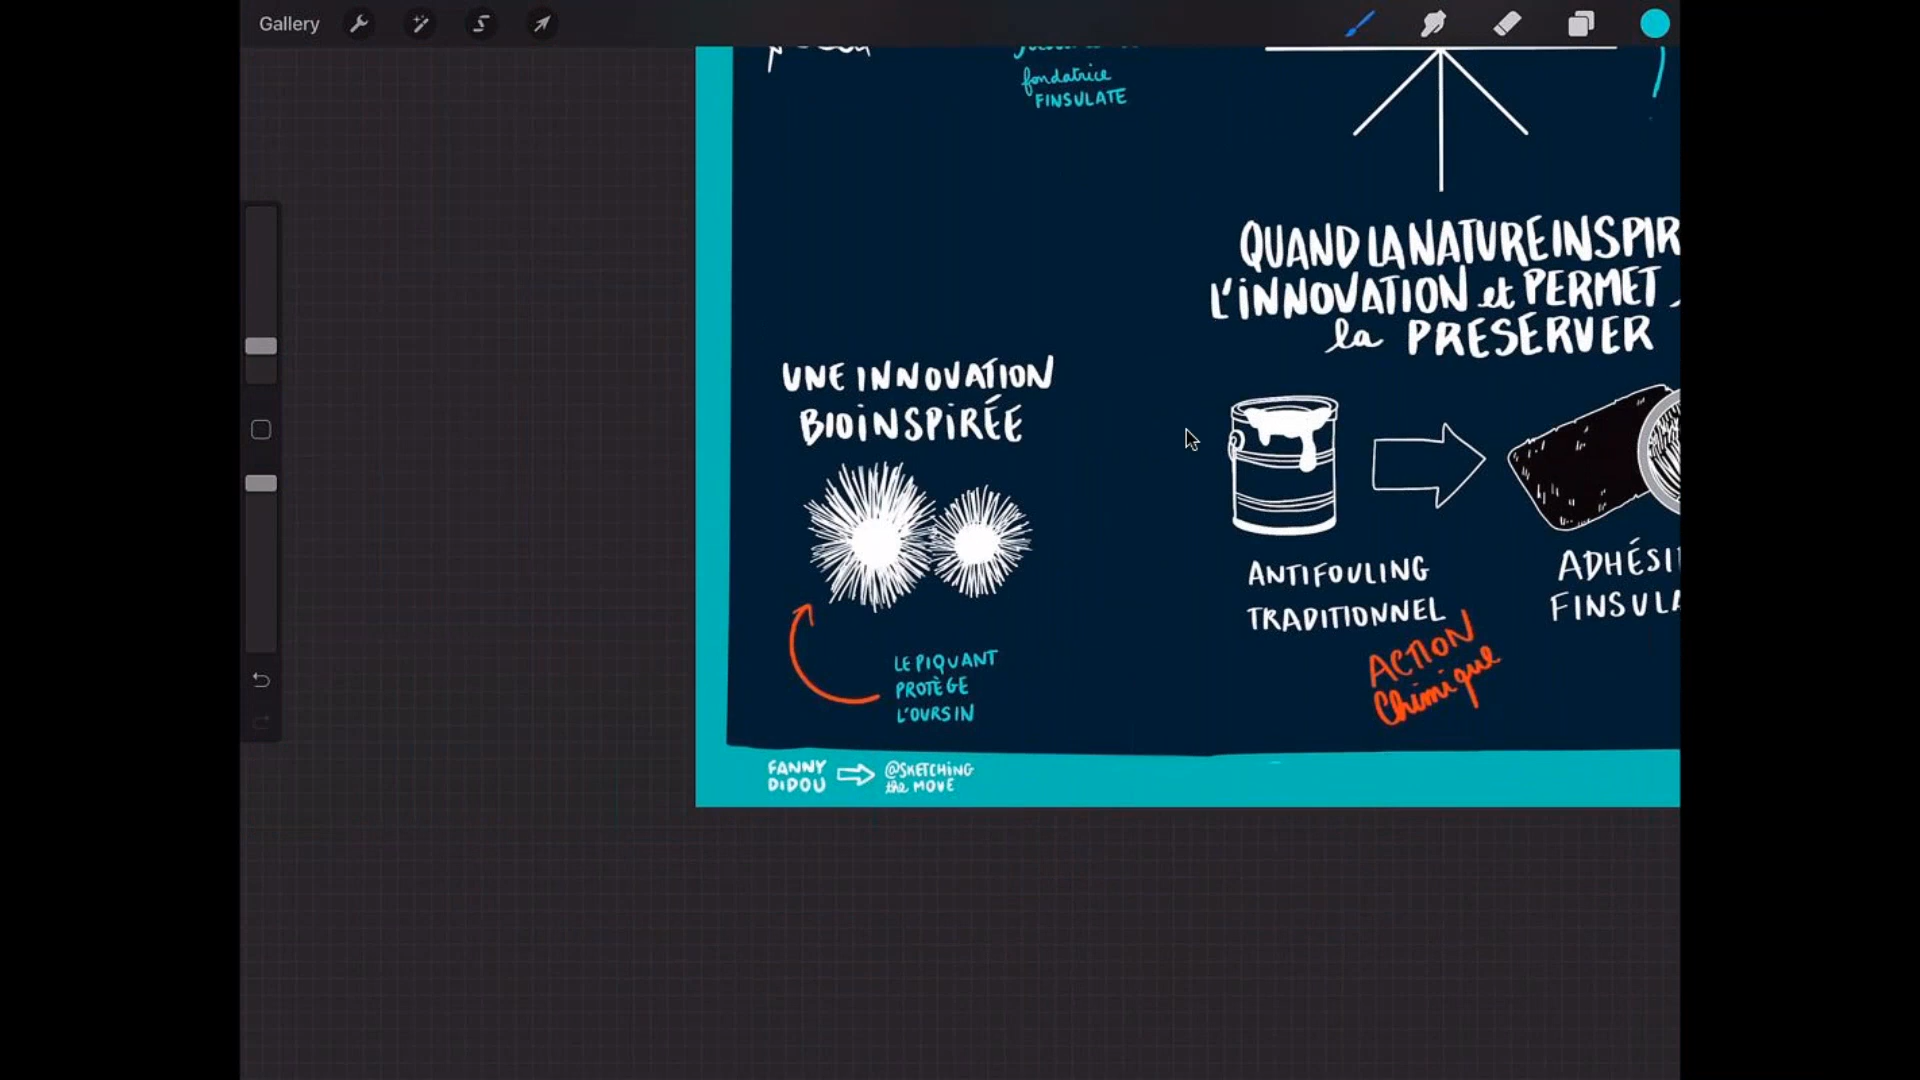 Gallery
fondatrice
FINSULATE
QUAND LA NATURE INSPIR
L'INNOVATION et PERMET
la PRESERVER
UNE INNOVATION
BIOINSPIRÉE
ANTIFOULING
TRADITIONNEL
ACTION
Chimique
ADHÉSI
FINSULA
LE PIQUANT
PROTÈGE
L'OURSIN
FANNY
DIDOU
@SKETCHING
the MOVE